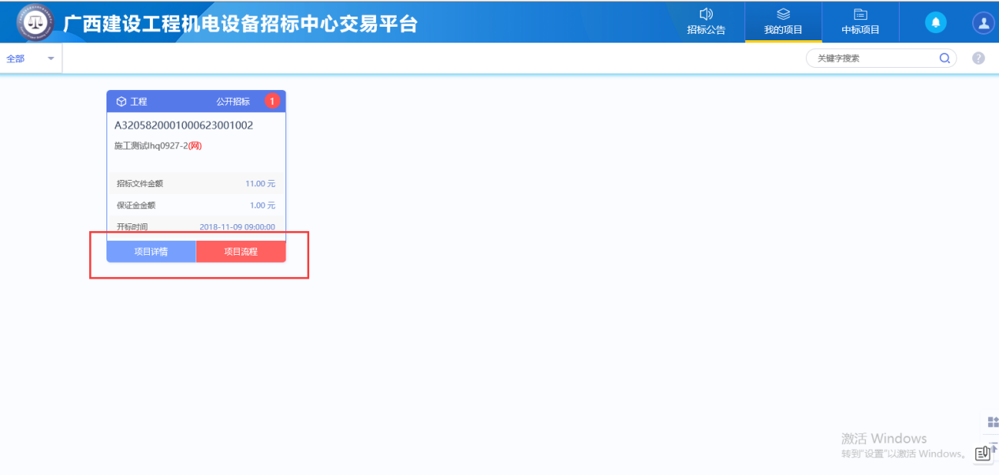 广西建设工程机电设备招标中心交易平台
招标公告
我的项目
中标项目
全部
关键字搜索
工程 公开招标 1
A3205820001000623001002
施工测试lhq0927-2(网)
招标文件金额 11.00 元
保证金金额 1.00 元
开标时间 2018-11-09 09:00:00
项目详情 项目流程
激活 Windows
转到"设置"以激活 Windows。